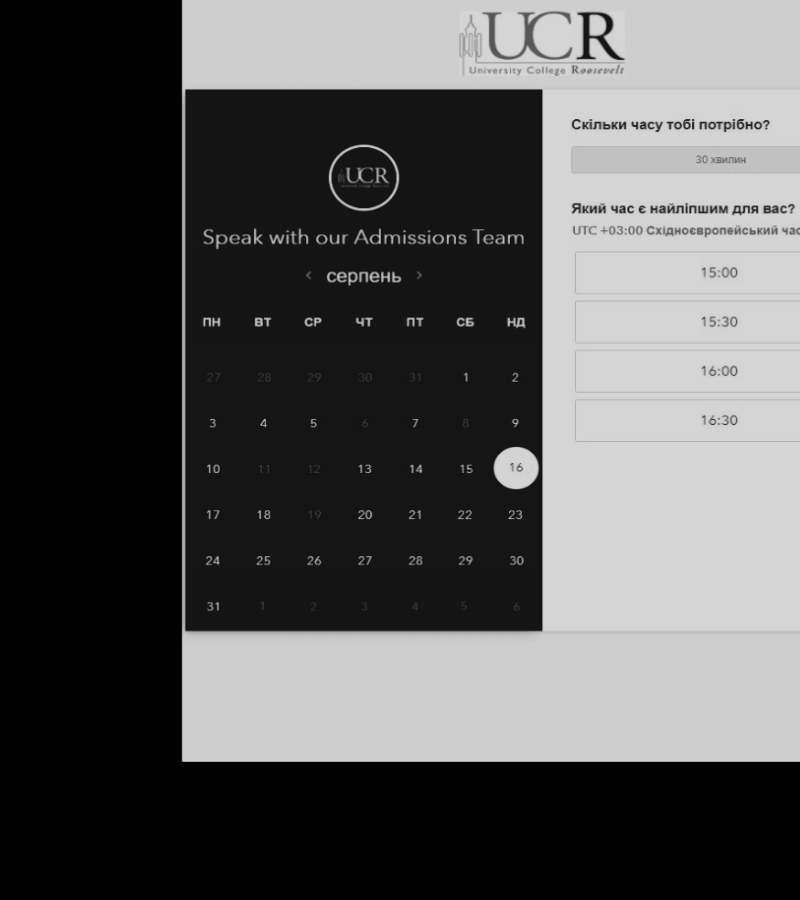 UCR
University College Roosevelt
UCR
Speak with our Admissions Team
< серпень >
ПН ВТ СР ЧТ ПТ СБ НД
27 28 29 30 31 1 2
3 4 5 6 7 8 9
10 11 12 13 14 15 16
17 18 19 20 21 22 23
24 25 26 27 28 29 30
31 1 2 3 4 5 6
Скільки часу тобі потрібно?
30 хвилин
Який час є найліпшим для вас?
UTC +03:00 Східноєвропейський час
15:00
15:30
16:00
16:30